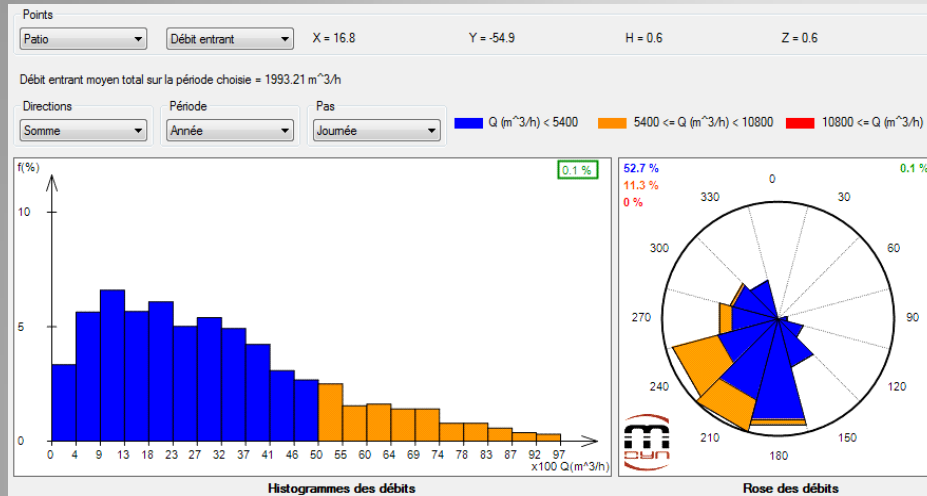 Points
Patio Débit entrant X = 16.8 Y = -54.9 H = 0.6 Z = 0.6
Débit entrant moyen total sur la période choisie = 1993.21 m^3/h
Directions Période Pas
Somme Année Journée Q (m^3/h) < 5400 5400 <= Q (m^3/h) < 10800 10800 <= Q (m^3/h)
f(%) 0.1 %
10
5
0
0 4 9 13 18 23 27 32 37 41 46 50 55 60 64 69 74 78 83 87 92 97
x100 Q(m^3/h)
Histogrammes des débits
52.7 % 0.1 %
11.3 %
0 %
0
30
60
90
120
150
180
210
240
270
300
330
Rose des débits